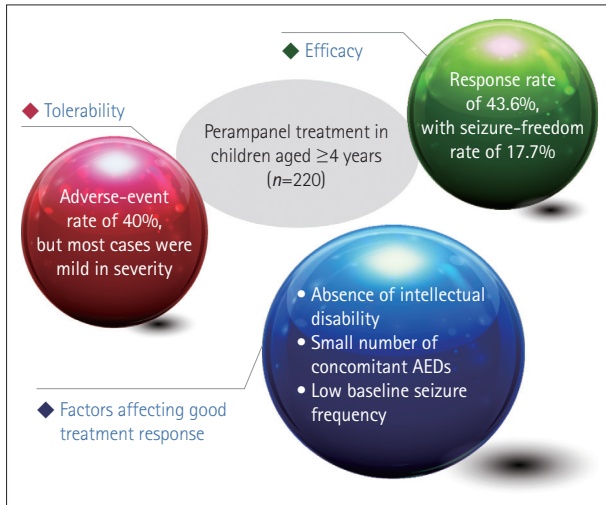 Efficacy
Response rate
of 43.6%,
with seizure-freedom
rate of 17.7%
Tolerability
Perampanel treatment in
children aged ≥4 years
(n=220)
Adverse-event
rate of 40%,
but most cases were
mild in severity
• Absence of intellectual
disability
• Small number of
concomitant AEDs
• Low baseline seizure
frequency
Factors affecting good
treatment response